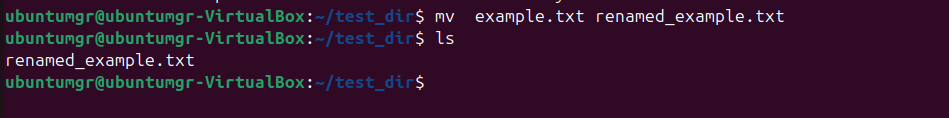 ubuntumgr@ubuntumgr-VirtualBox:~/test_dir$ mv  example.txt renamed_example.txt
ubuntumgr@ubuntumgr-VirtualBox:~/test_dir$ ls
renamed_example.txt
ubuntumgr@ubuntumgr-VirtualBox:~/test_dir$